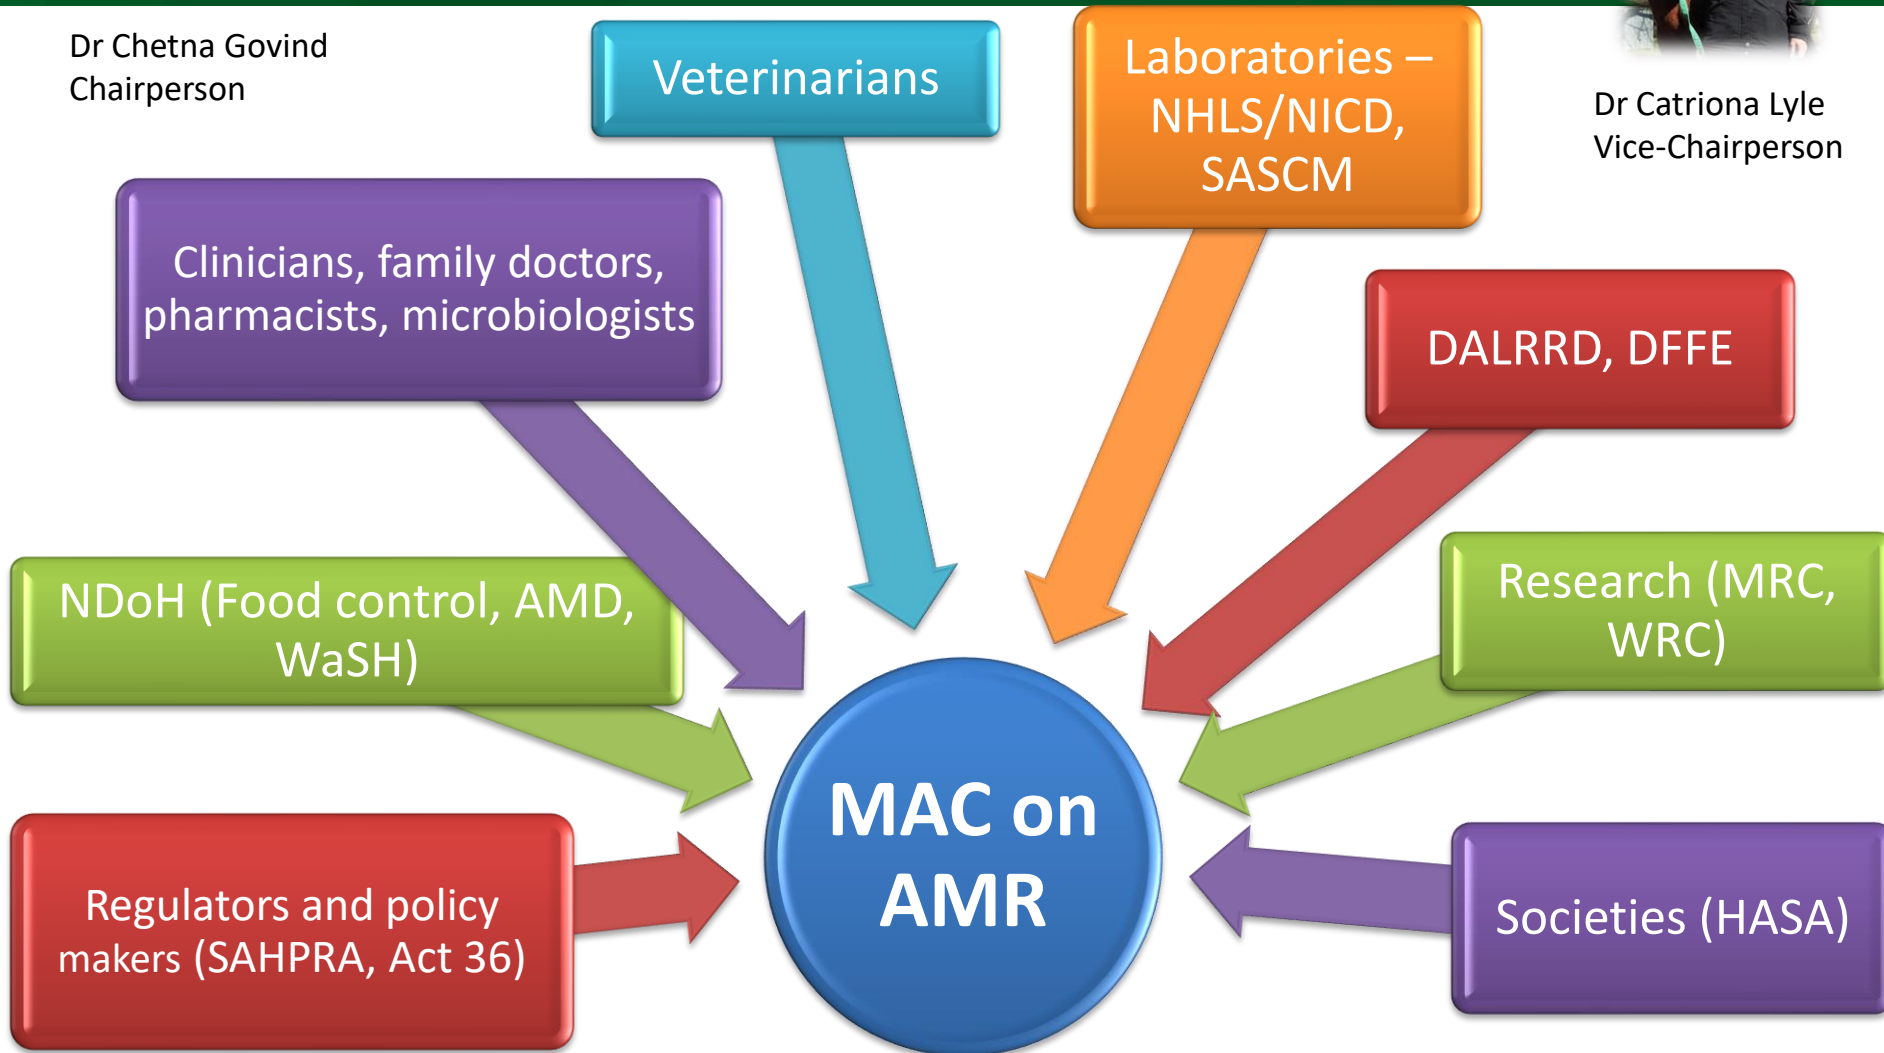 Dr Chetna Govind
Chairperson
Veterinarians
Laboratories –
NHLS/NICD,
SASCM
Dr Catriona Lyle
Vice-Chairperson
Clinicians, family doctors,
pharmacists, microbiologists
DALRRD, DFFE
NDoH (Food control, AMD,
WaSH)
Research (MRC,
WRC)
MAC on
AMR
Regulators and policy
makers (SAHPRA, Act 36)
Societies (HASA)